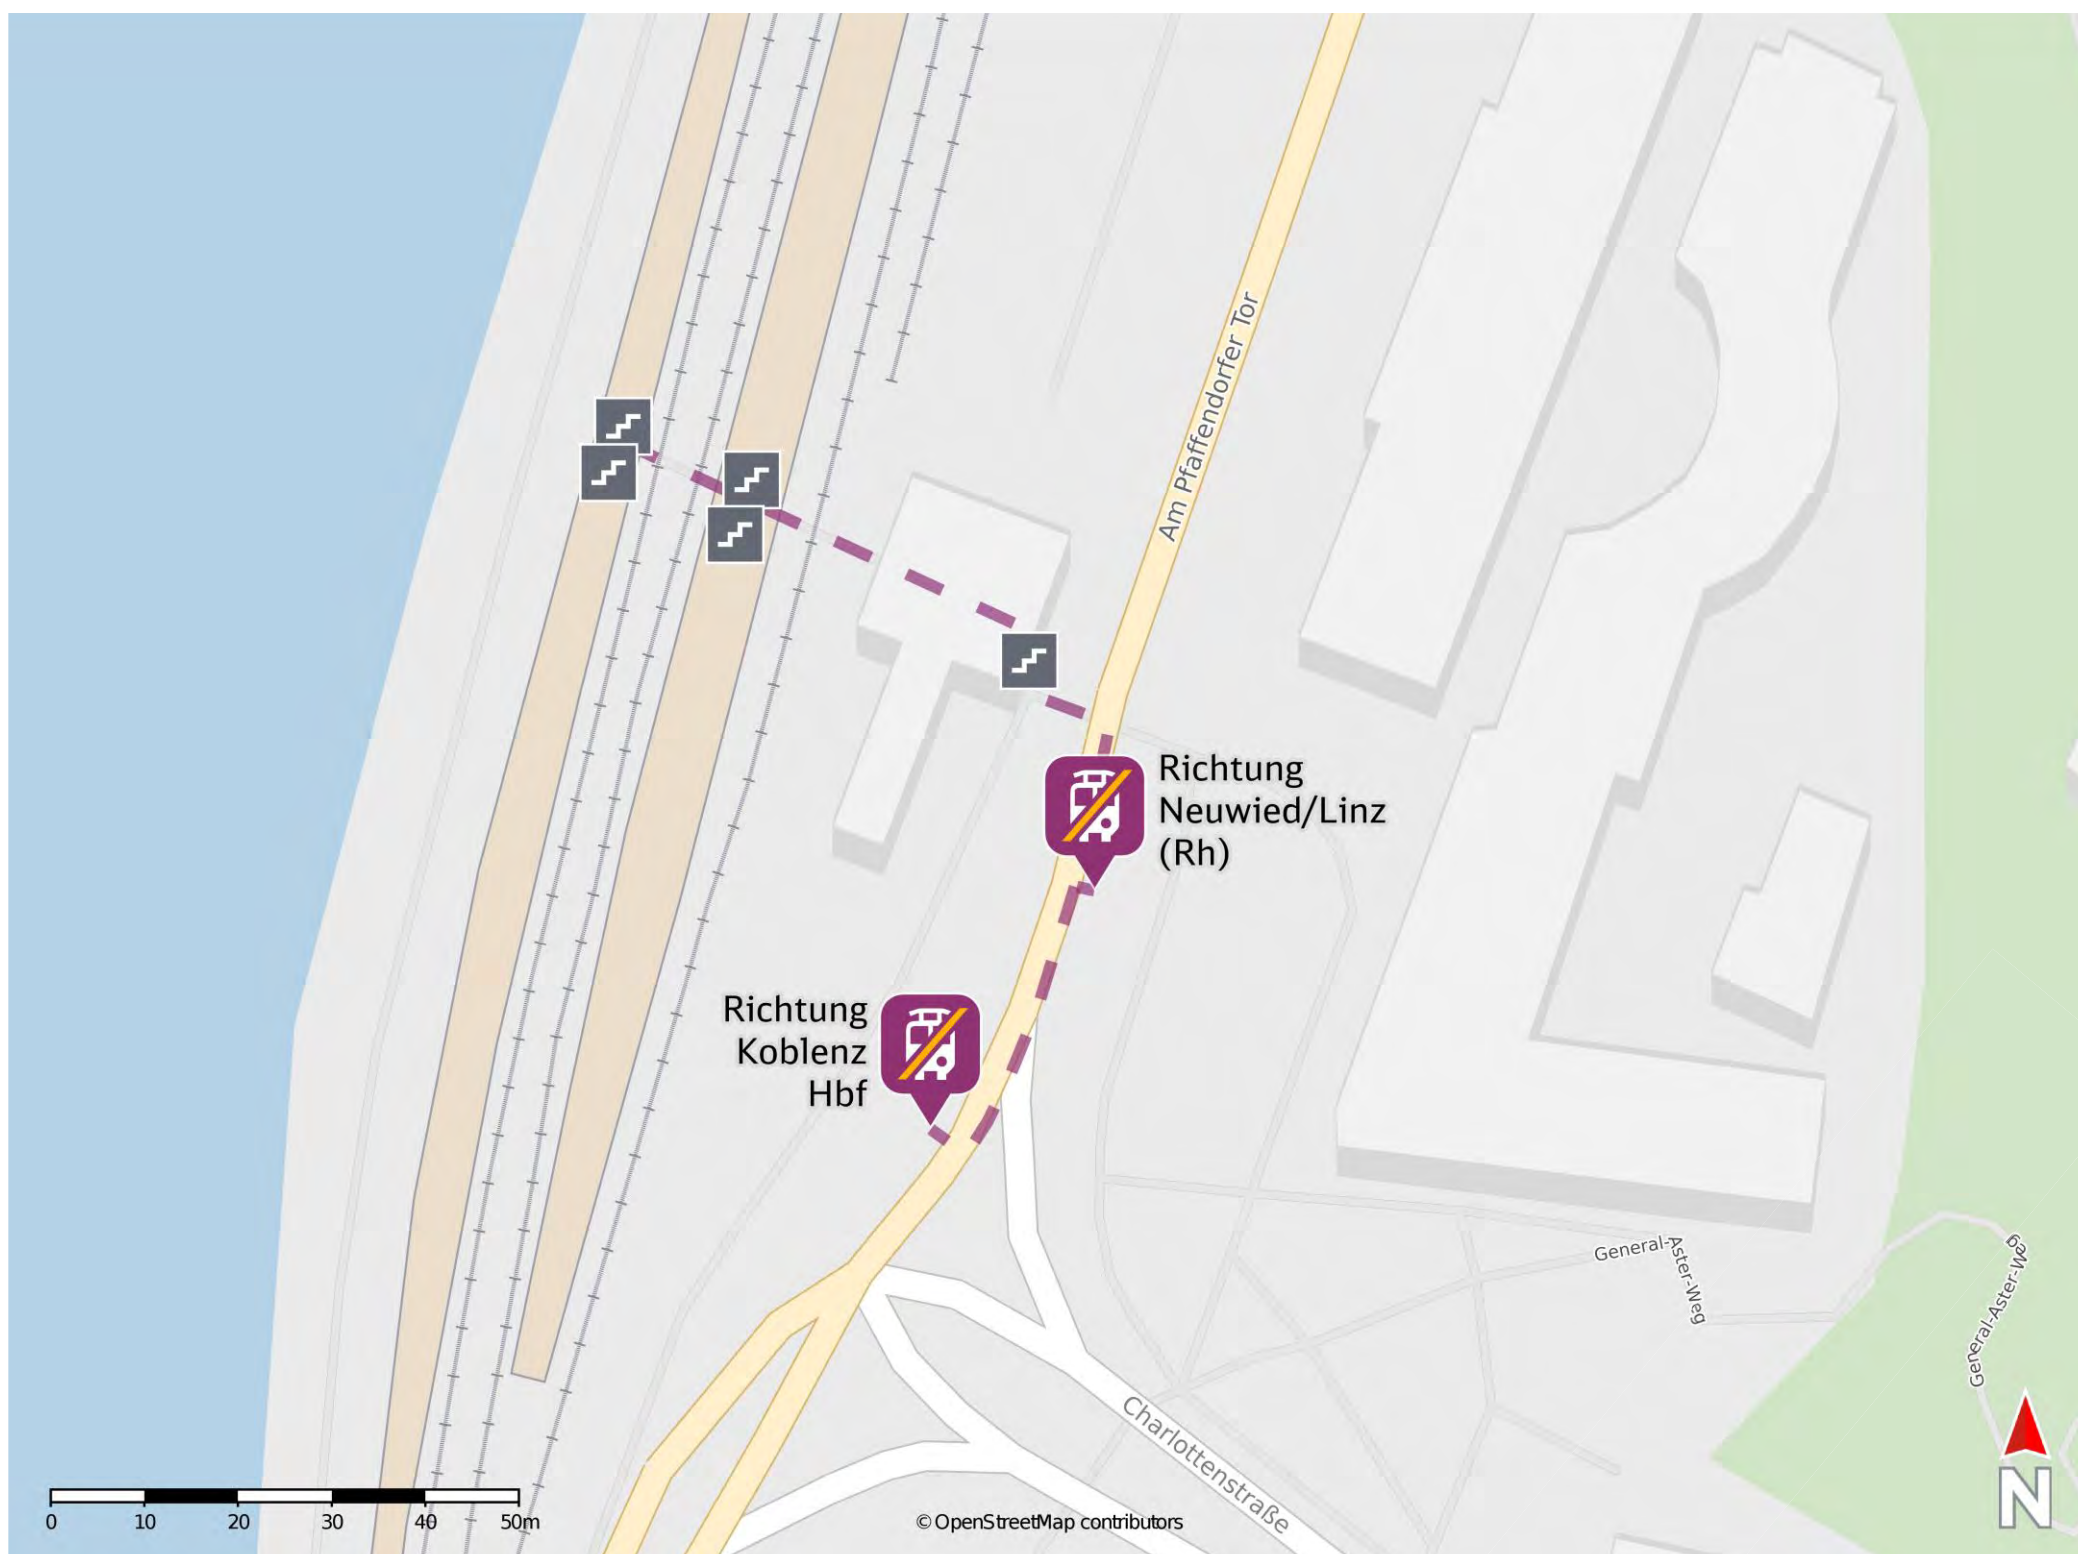 Am Pfaffendorfer Tor
Richtung
Neuwied/Linz
(Rh)
Richtung
Koblenz
Hbf
General-Aster-Weg
General-Aster-Weg
Charlottenstraße
N
0 10 20 30 40 50m
© OpenStreetMap contributors